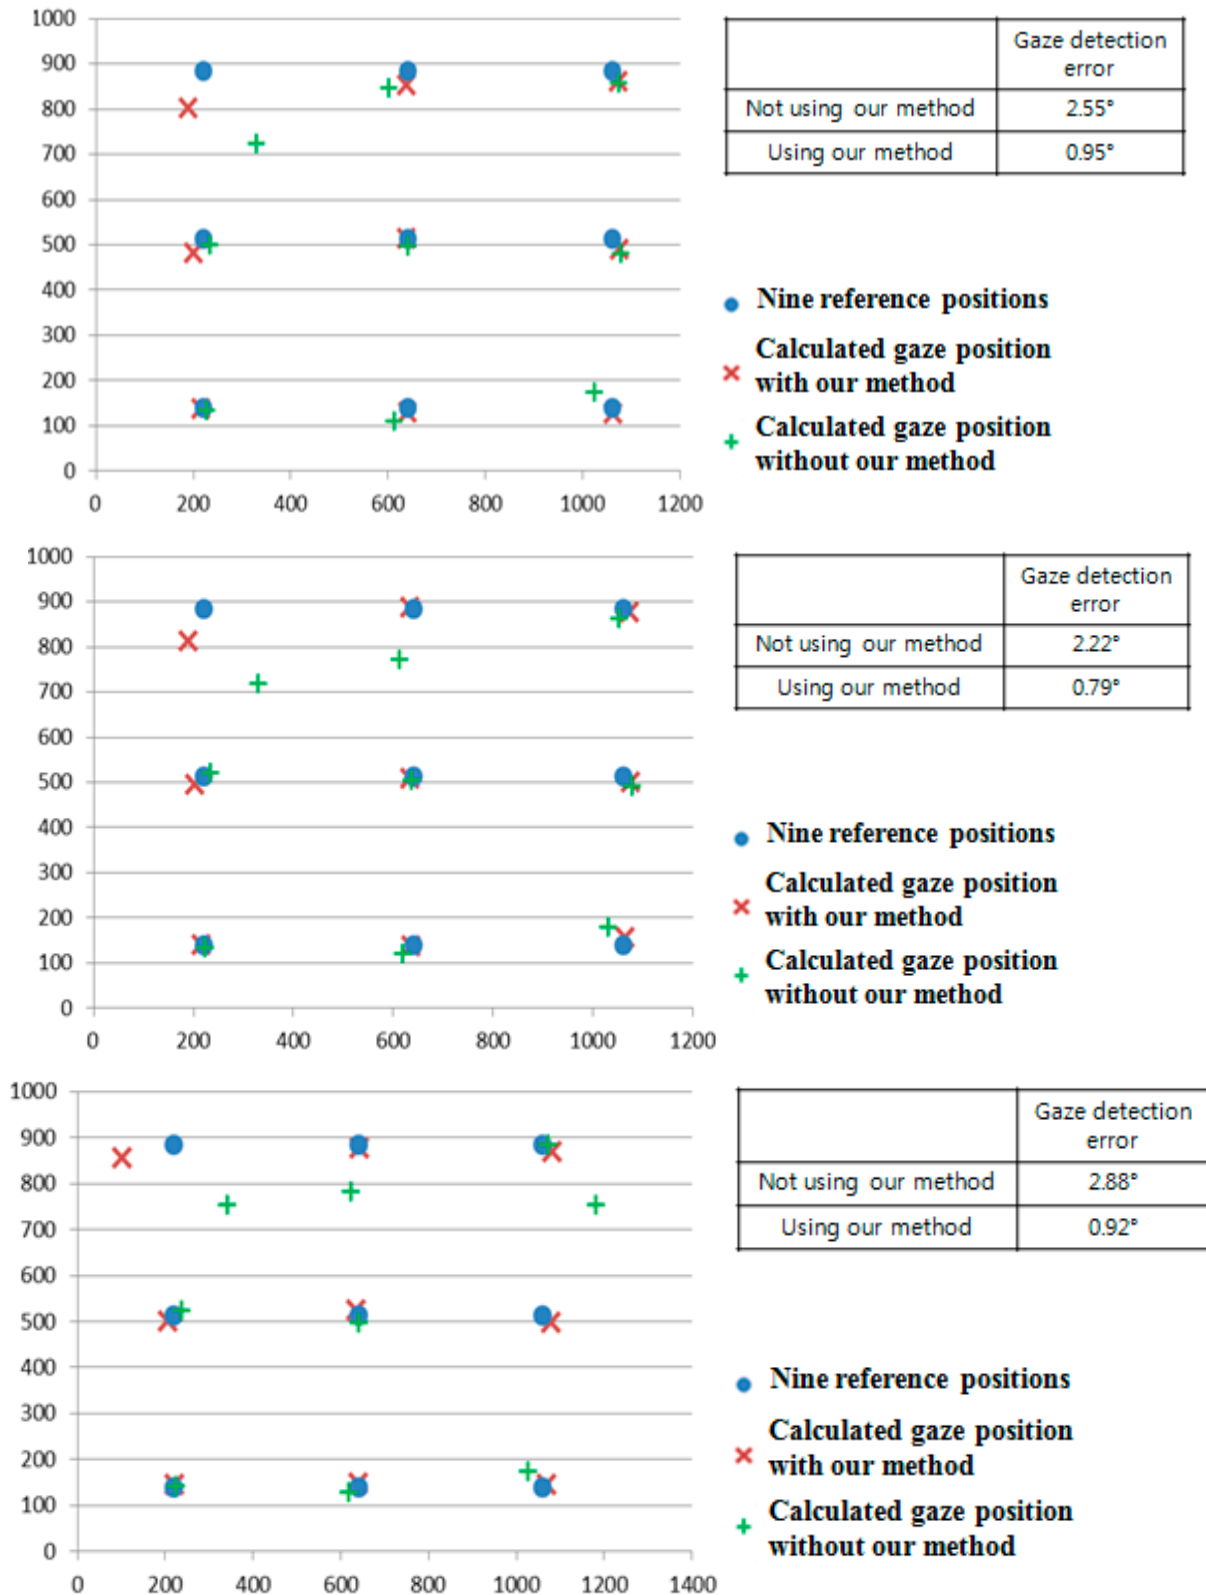 1000
900
800
700
600
500
400
300
200
100
0
0 200 400 600 800 1000 1200
Gaze detection
error
Not using our method 2.55°
Using our method 0.95°
Nine reference positions
Calculated gaze position
with our method
Calculated gaze position
without our method
1000
900
800
700
600
500
400
300
200
100
0
0 200 400 600 800 1000 1200
Gaze detection
error
Not using our method 2.22°
Using our method 0.79°
Nine reference positions
Calculated gaze position
with our method
Calculated gaze position
without our method
1000
900
800
700
600
500
400
300
200
100
0
0 200 400 600 800 1000 1200 1400
Gaze detection
error
Not using our method 2.88°
Using our method 0.92°
Nine reference positions
Calculated gaze position
with our method
Calculated gaze position
without our method